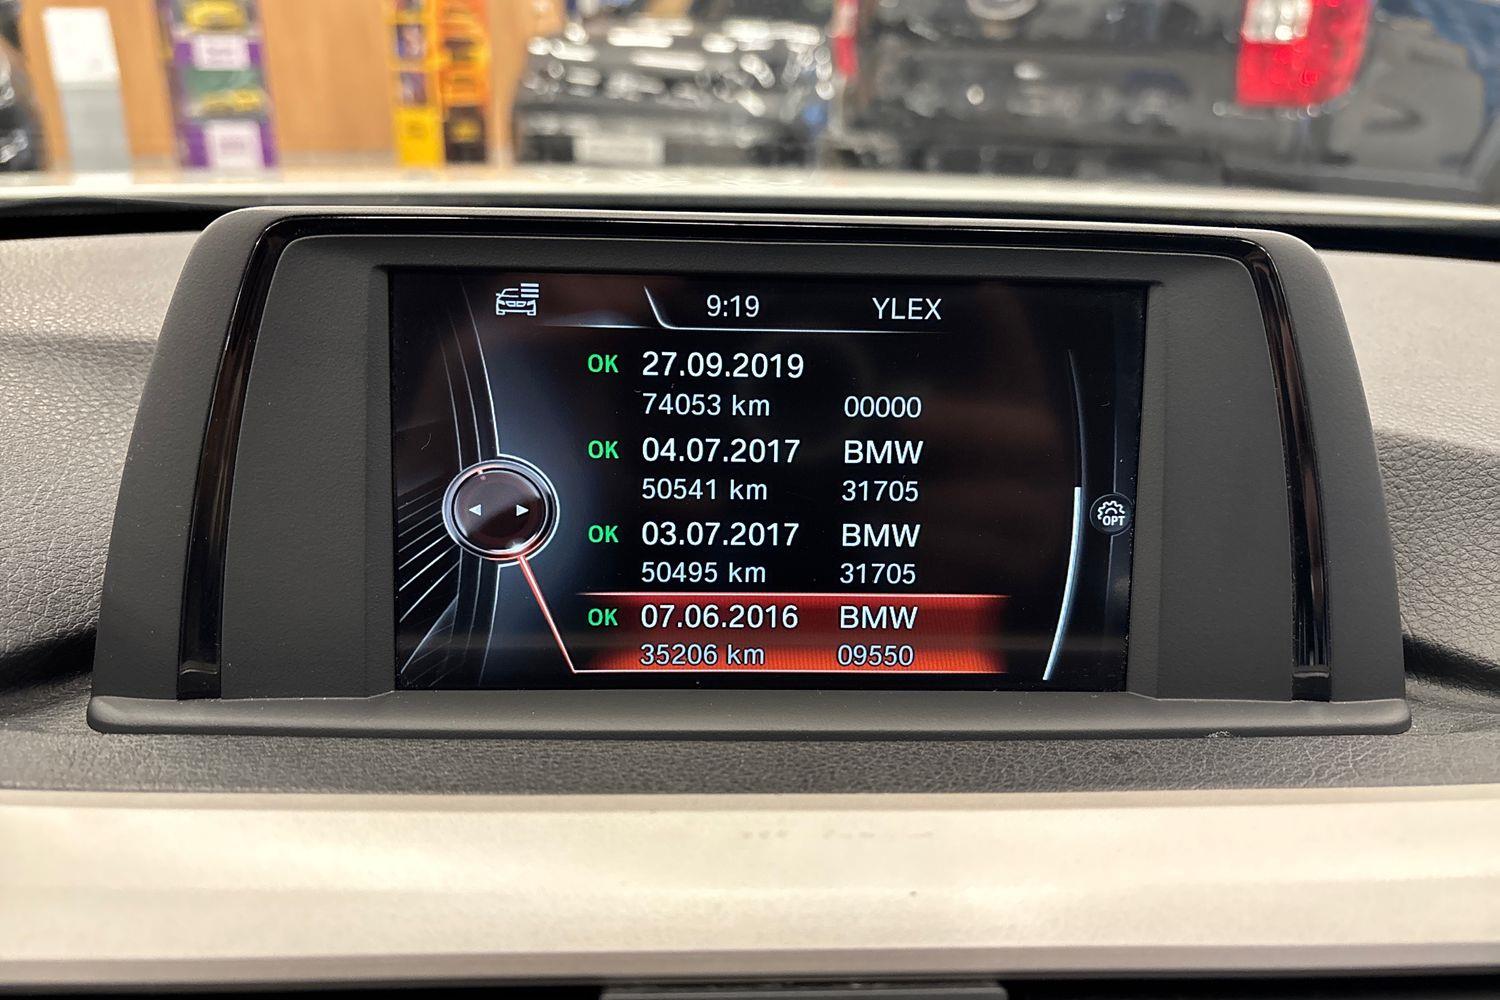 9:19 YLEX
OK 27.09.2019
74053 km 00000
OK 04.07.2017 BMW
50541 km 31705
OK 03.07.2017 BMW
50495 km 31705
OK 07.06.2016 BMW
35206 km 09550
OPT